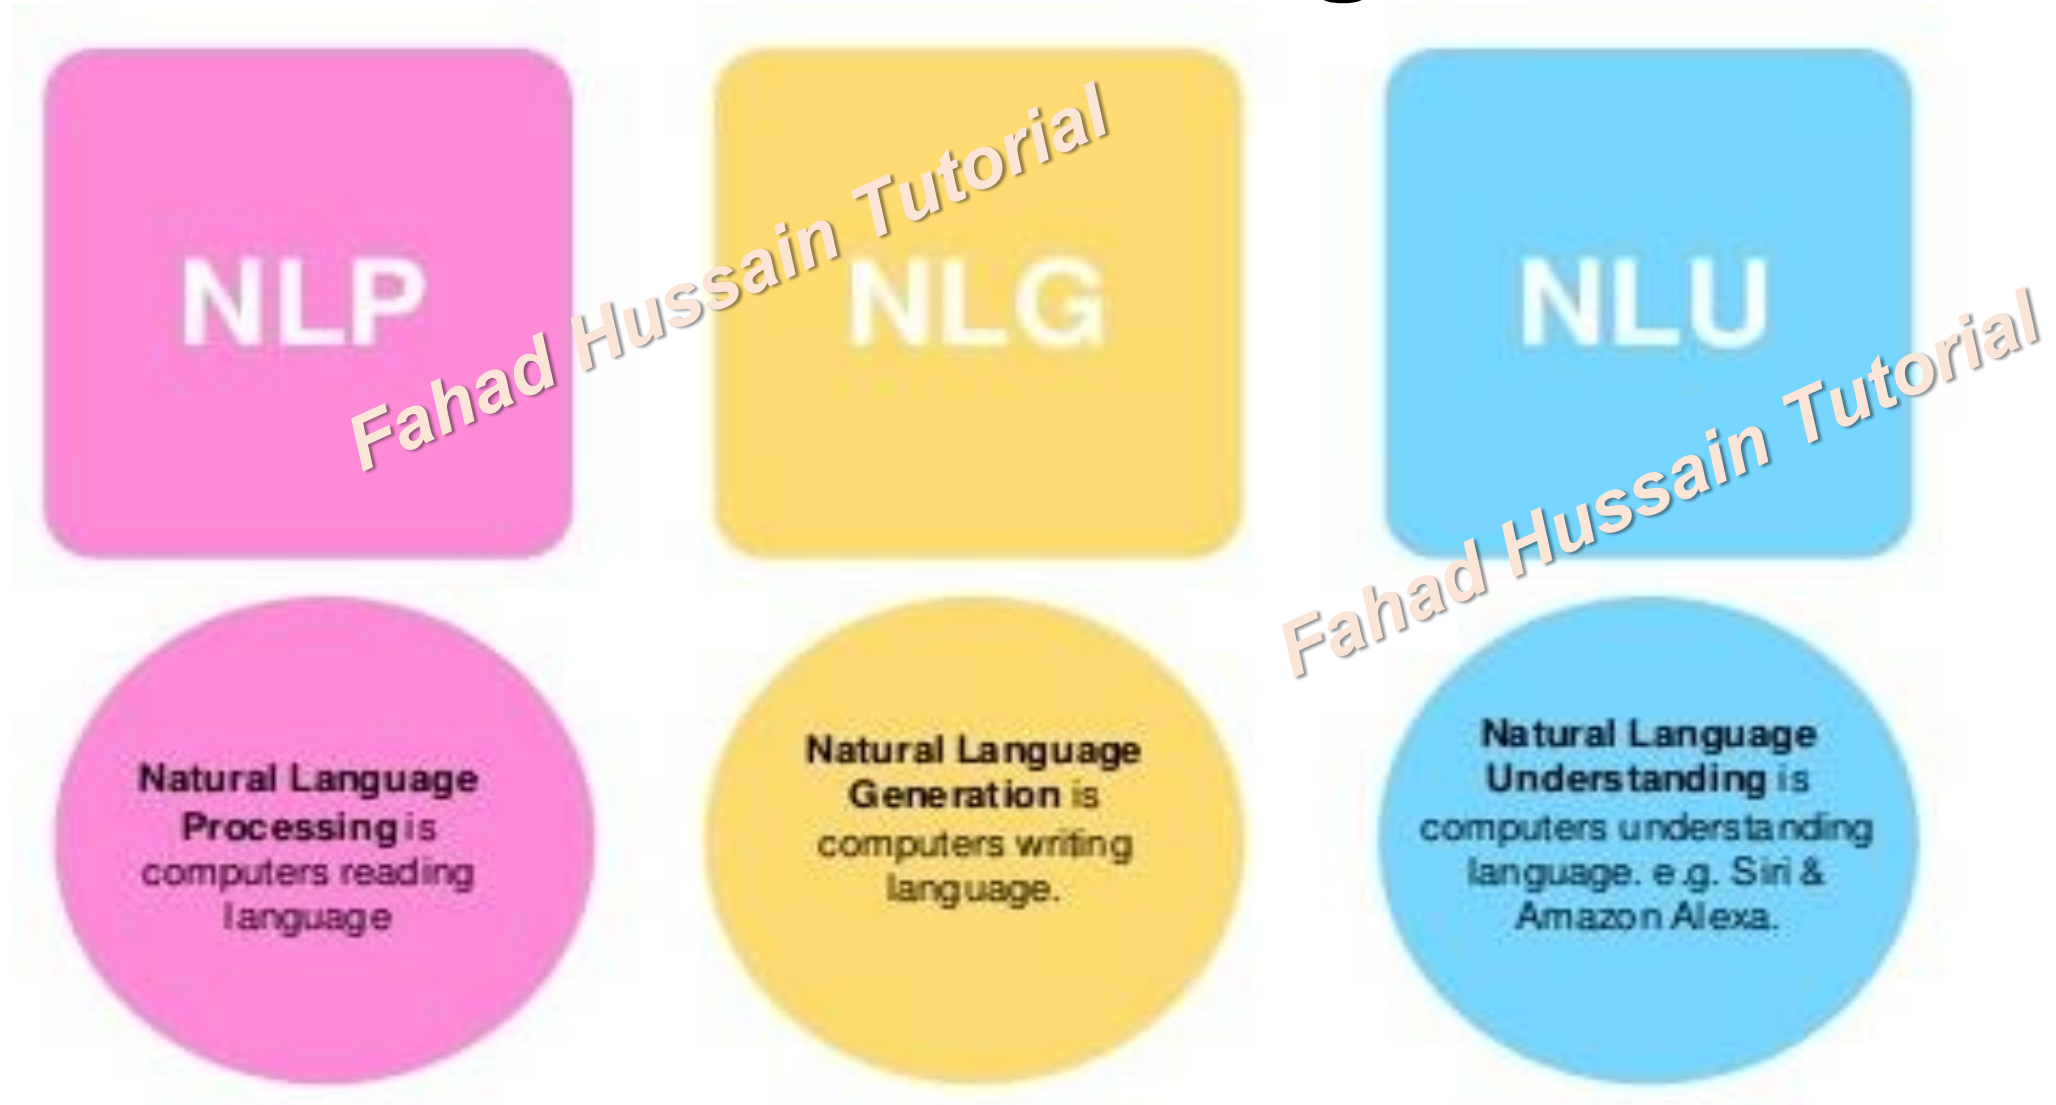 NLP
NLG
NLU
Fahad Hussain Tutorial
Fahad Hussain Tutorial
Natural Language
Processing is
computers reading
language
Natural Language
Generation is
computers writing
language.
Natural Language
Understanding is
computers understanding
language. e.g. Siri &
Amazon Alexa.